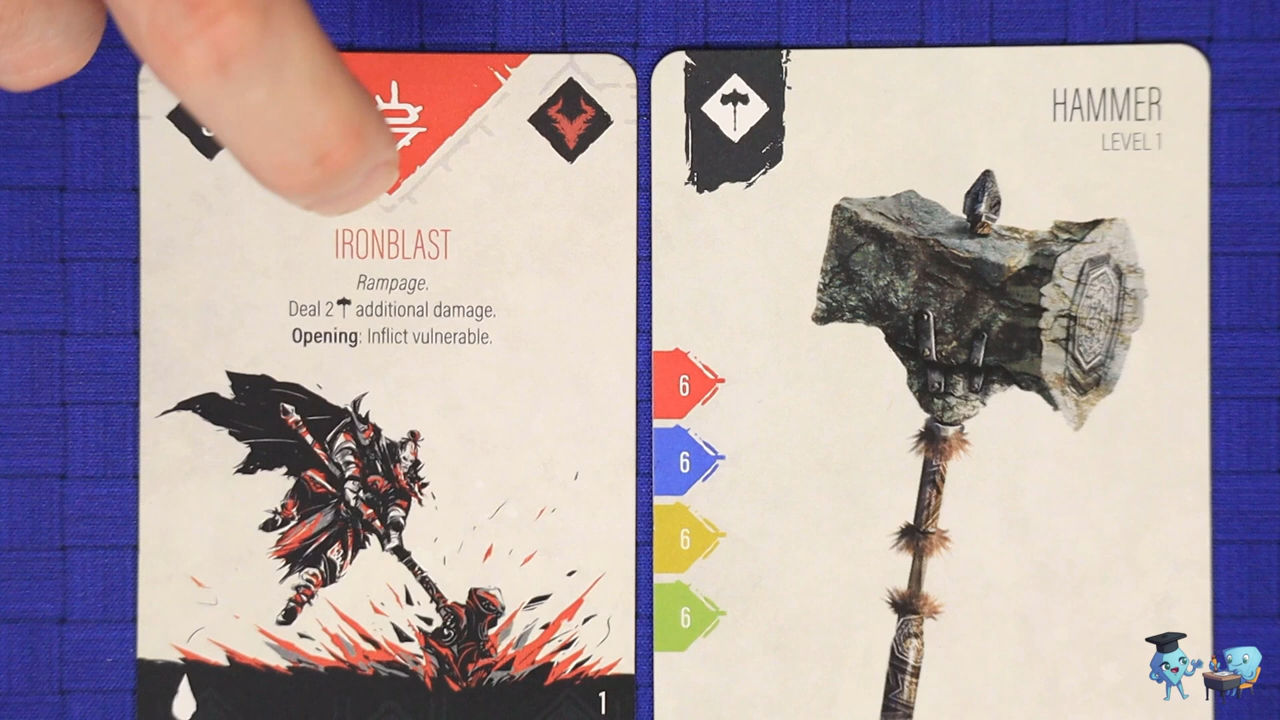 IRONBLAST
Rampage.
Deal 2 additional damage.
Opening: Inflict vulnerable.
1
HAMMER
LEVEL 1
6
6
6
6